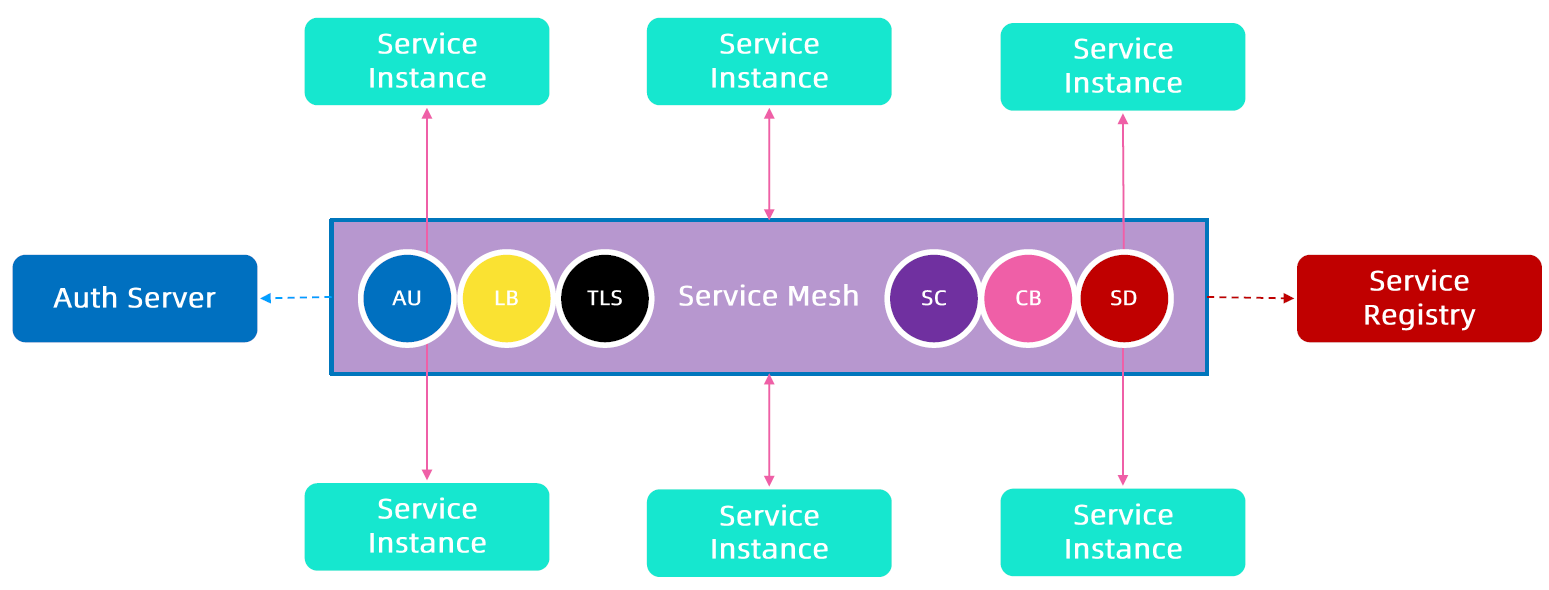 Service
Instance
Service
Instance
Service
Instance
Auth Server
AU
LB
TLS
Service Mesh
SC
CB
SD
Service
Registry
Service
Instance
Service
Instance
Service
Instance